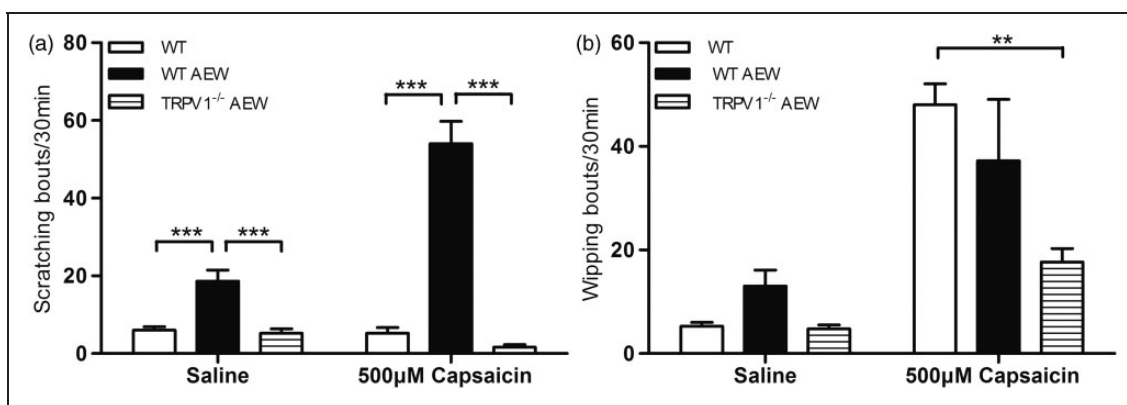 (a)
80
60
40
20
0
Scratching bouts/30min
WT
WT AEW
TRPV1-/- AEW
***
***
***
***
Saline
500μM Capsaicin
(b)
60
40
20
0
Wipping bouts/30min
WT
WT AEW
TRPV1-/- AEW
**
Saline
500μM Capsaicin